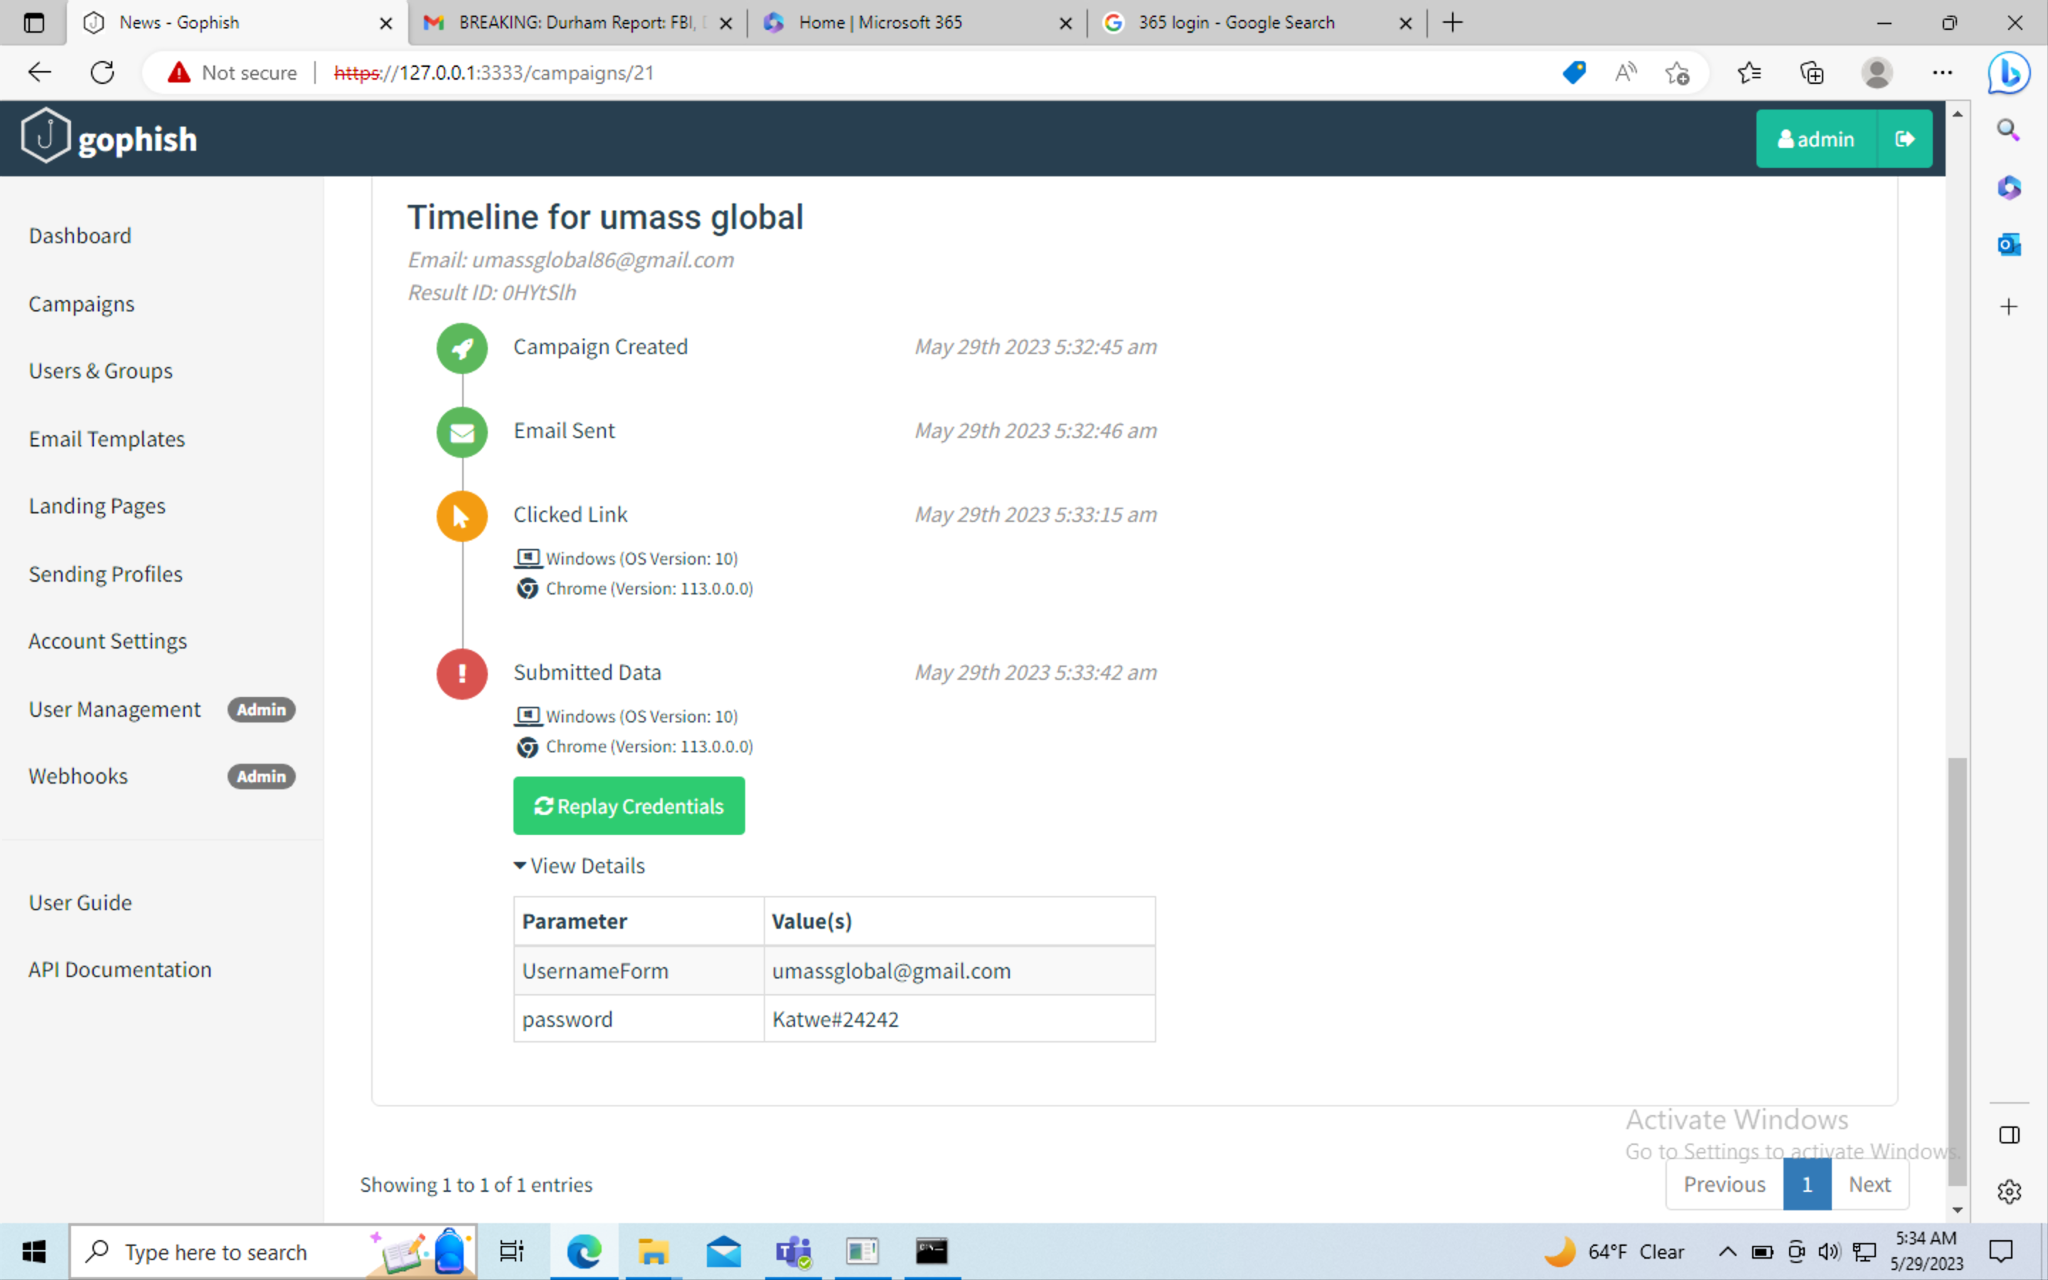 News - Gophish
BREAKING: Durham Report: FBI,
Home | Microsoft 365
365 login - Google Search
Not secure
https://127.0.0.1:3333/campaigns/21
gophish
admin
Dashboard
Campaigns
Users & Groups
Email Templates
Landing Pages
Sending Profiles
Account Settings
User Management Admin
Webhooks Admin
User Guide
API Documentation
Timeline for umass global
Email: umassglobal86@gmail.com
Result ID: 0HYtSlh
Campaign Created May 29th 2023 5:32:45 am
Email Sent May 29th 2023 5:32:46 am
Clicked Link May 29th 2023 5:33:15 am
Windows (OS Version: 10)
Chrome (Version: 113.0.0.0)
Submitted Data May 29th 2023 5:33:42 am
Windows (OS Version: 10)
Chrome (Version: 113.0.0.0)
Replay Credentials
View Details
Parameter Value(s)
UsernameForm umassglobal@gmail.com
password Katwe#24242
Activate Windows
Go to Settings to activate Windows.
Showing 1 to 1 of 1 entries
Previous 1 Next
Type here to search
64°F Clear
5:34 AM
5/29/2023